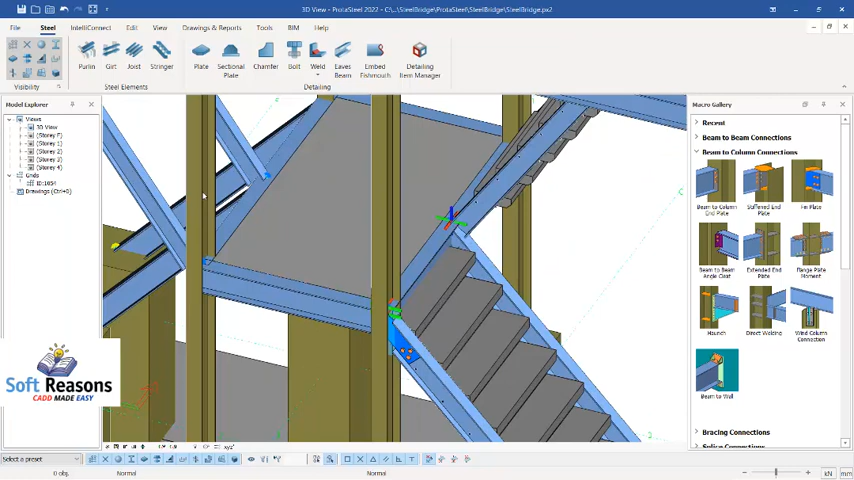 3D View - ProtaSteel 2022 - C:\...\SteelBridge\ProtaSteel\SteelBridge\SteelBridge.px2
File Steel IntelliConnect Edit View Drawings & Reports Tools BIM Help
Purlin Girt Joist Stringer Plate Sectional Plate Chamfer Bolt Weld Eaves Beam Embed Fishmouth Detailing Item Manager
Visibility Steel Elements Detailing
Model Explorer
Views
3D View
(Storey F)
(Storey 1)
(Storey 2)
(Storey 3)
(Storey 4)
Grids
ID:1654
Drawings (Ctrl+0)
Soft Reasons
CADD MADE EASY
Macro Gallery
Recent
Beam to Beam Connections
Beam to Column Connections
Beam to Column End Plate
Stiffened End Plate
Fin Plate
Beam to Beam Angle Cleat
Extended End Plate
Flange Plate Moment
Haunch
Direct Welding
Wind Column Connection
Beam to Wall
Bracing Connections
Splice Connections
Select a preset
0 obj. Normal Normal
kN mm